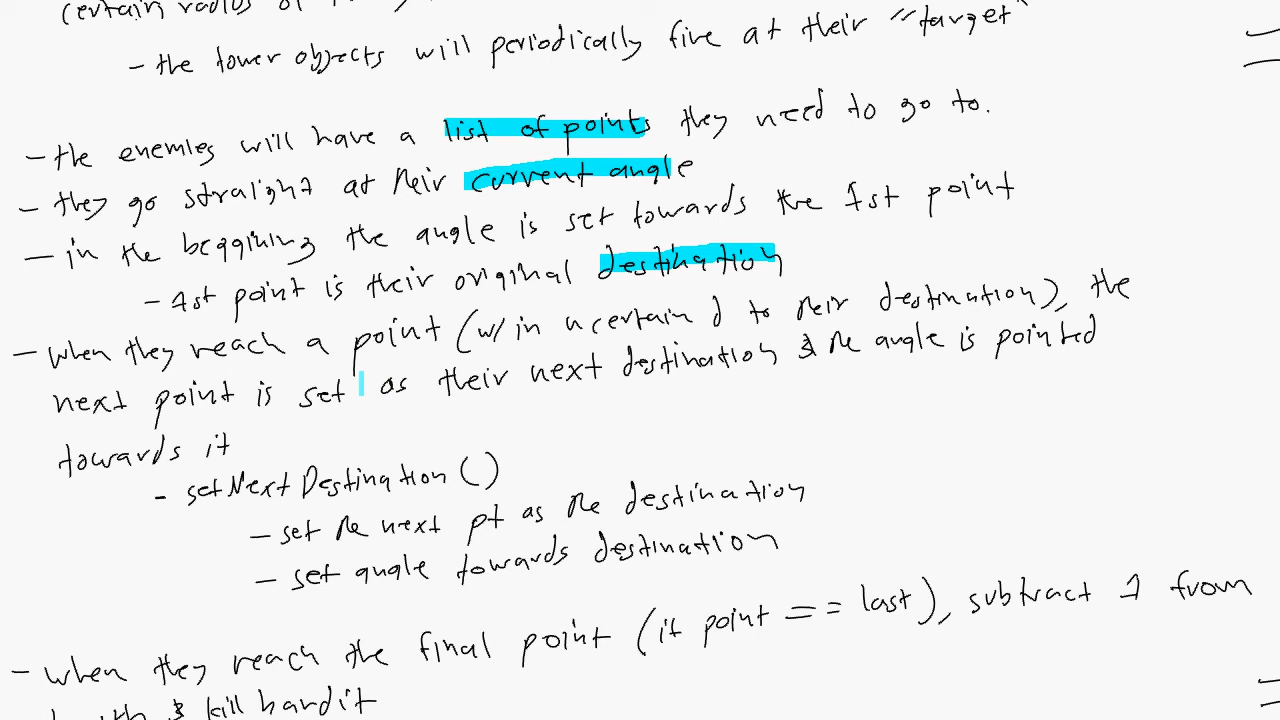 certain radius of
- the tower objects will periodically fire at their "target"
- the enemies will have a list of points they need to go to.
- they go straight at their current angle
- in the beggining the angle is set towards the 1st point
- 1st point is their original destination
- when they reach a point (w/in a certain d to their destination), the
next point is set as their next destination & the angle is pointed
towards it
- setNextDestination()
- set the next pt as the destination
- set angle towards destination
- when they reach the final point (if point == last), subtract 1 from
health & kill bandit